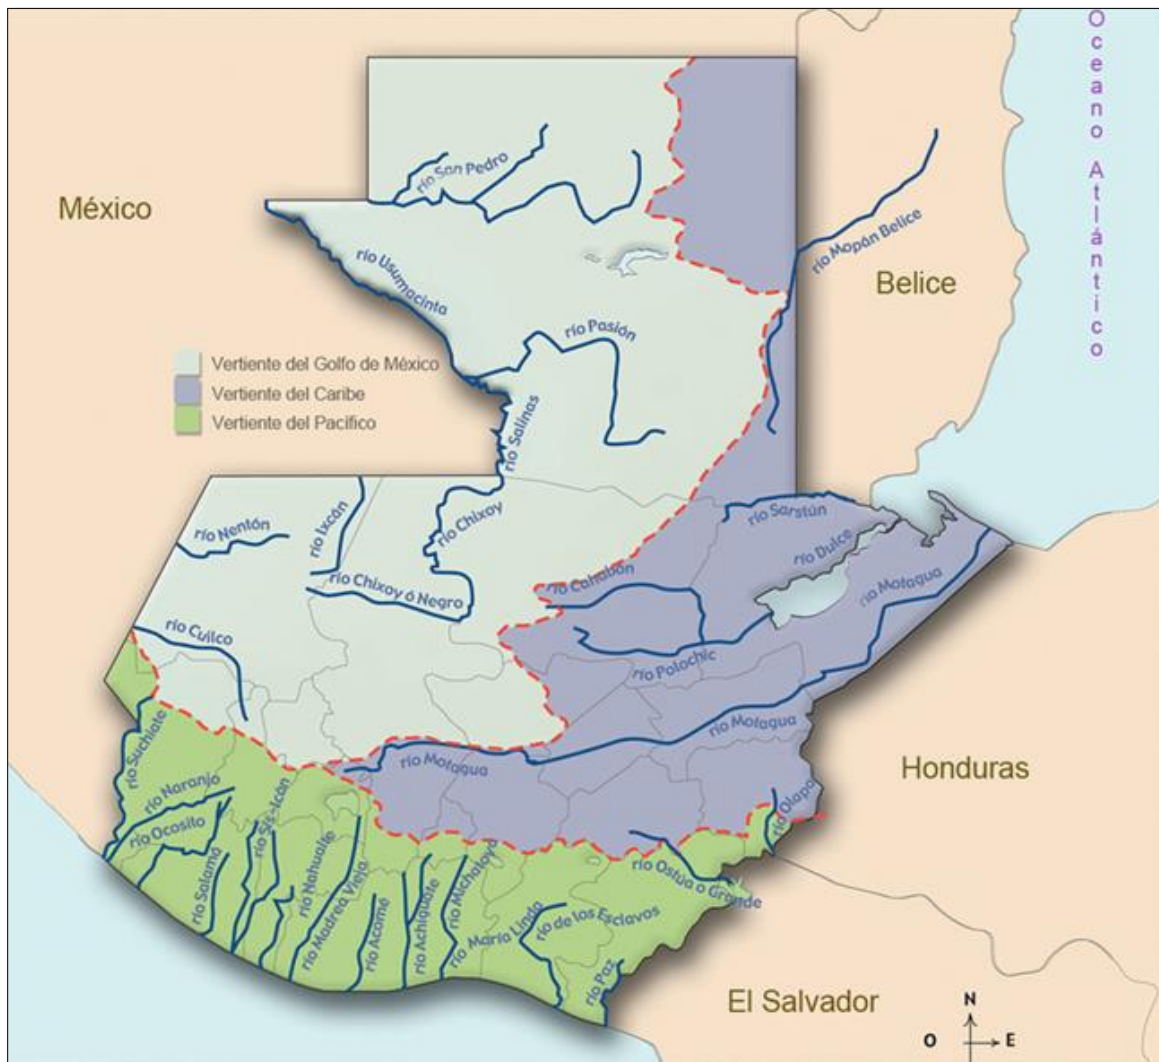 Oceano Atlántico
México
río San Pedro
río Mopán Belice
Belice
río Usumacinta
río Pasión
Vertiente del Golfo de México
Vertiente del Caribe
Vertiente del Pacífico
río Salinas
río Nentón
río Ixcán
río Chixoy
río Sarstún
río Dulce
río Chixoy ó Negro
río Cahabón
río Motagua
río Cuilco
río Polochic
río Motagua
río Motagua
río Suchiate
Honduras
río Naranjo
río Ocosito
río Sis-Icán
río Olapa
río Salamá
río Nahualte
río Madrea Vieja
río Acomé
río Achiguate
río Michatoya
río Ostúa o Grande
río María Linda
río de los Esclavos
río Paz
El Salvador
N
O
E